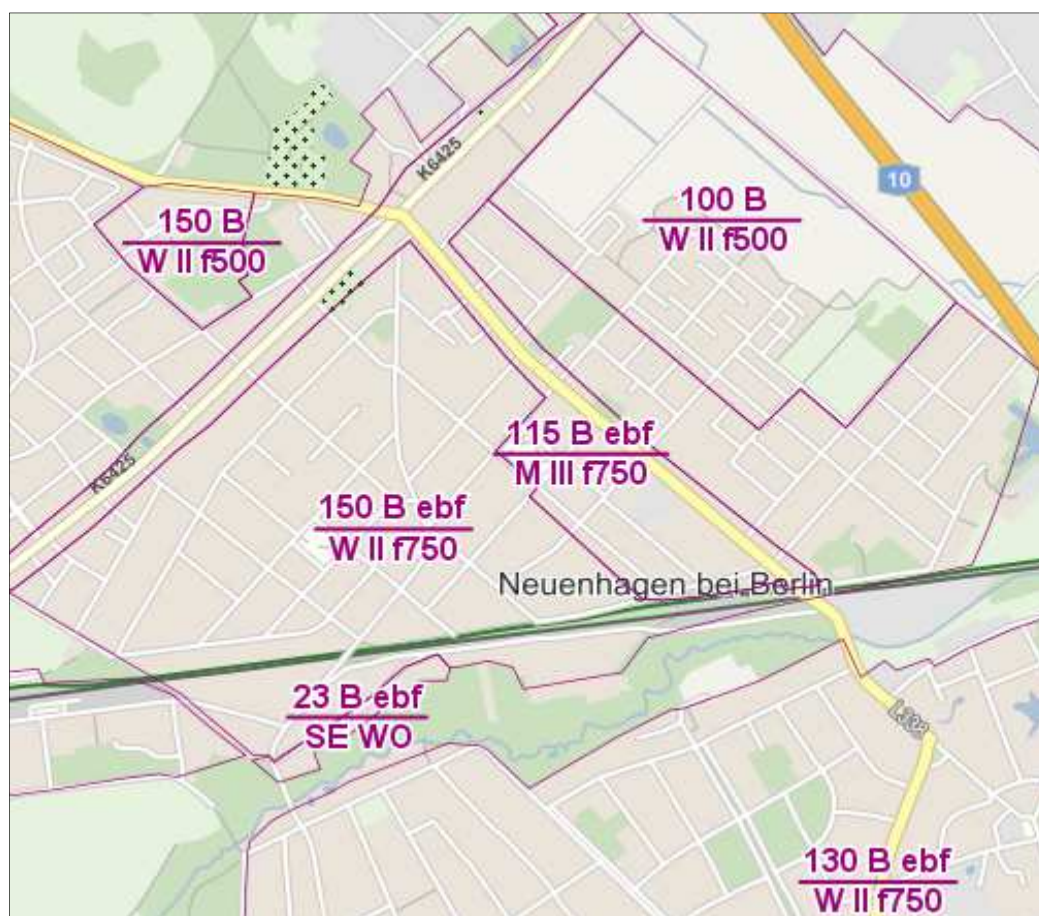 K6425
10
150 B
W II f500
100 B
W II f500
115 B ebf
M III f750
K6425
150 B ebf
W II f750
Neuenhagen bei Berlin
23 B ebf
SE WO
130 B ebf
W II f750